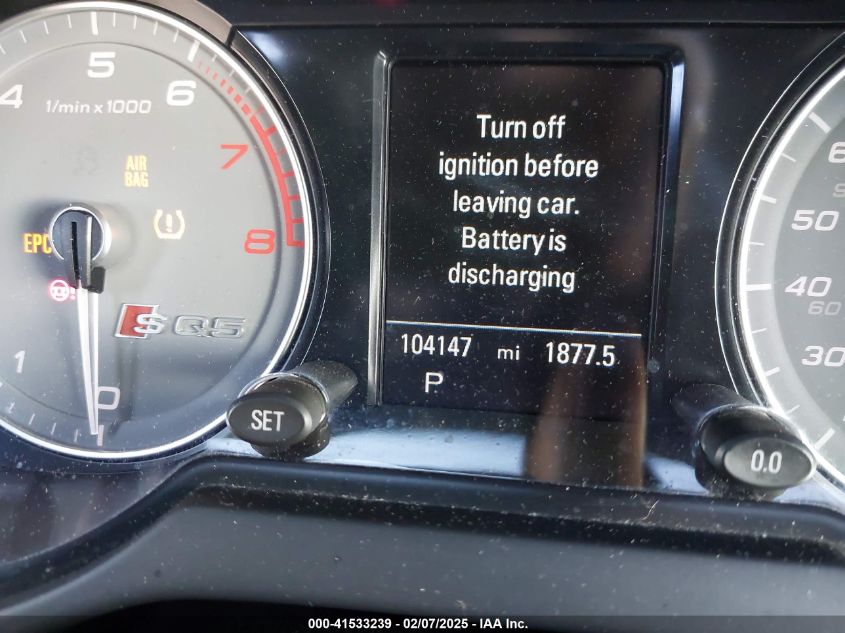 5
4
6
1/min x 1000
7
AIR
BAG
EPC
8
S Q5
1
0
Turn off
ignition before
leaving car.
Battery is
discharging
104147 mi 1877.5
P
SET
0.0
50
40
60
30
000-41533239 - 02/07/2025 - IAA Inc.